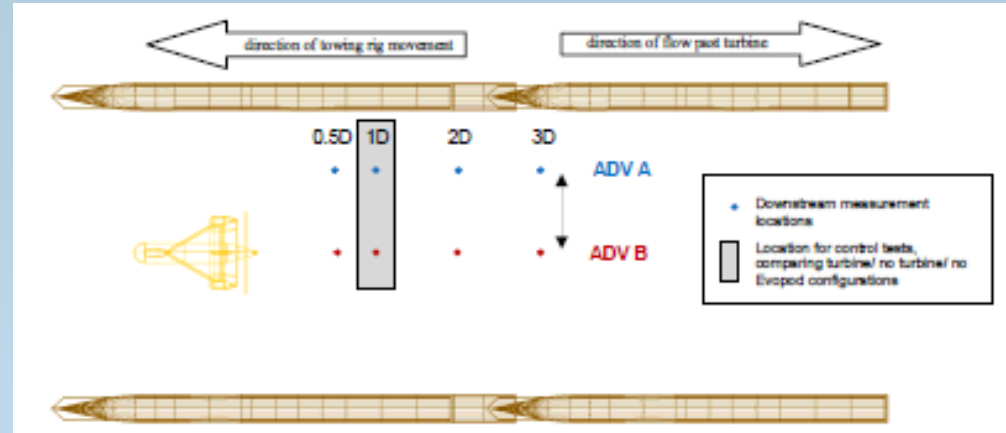 direction of towing rig movement
direction of flow past turbine
0.5D 1D 2D 3D
ADV A
ADV B
Downstream measurement
locations
Location for control tests,
comparing turbine/ no turbine/ no
Evopod configurations